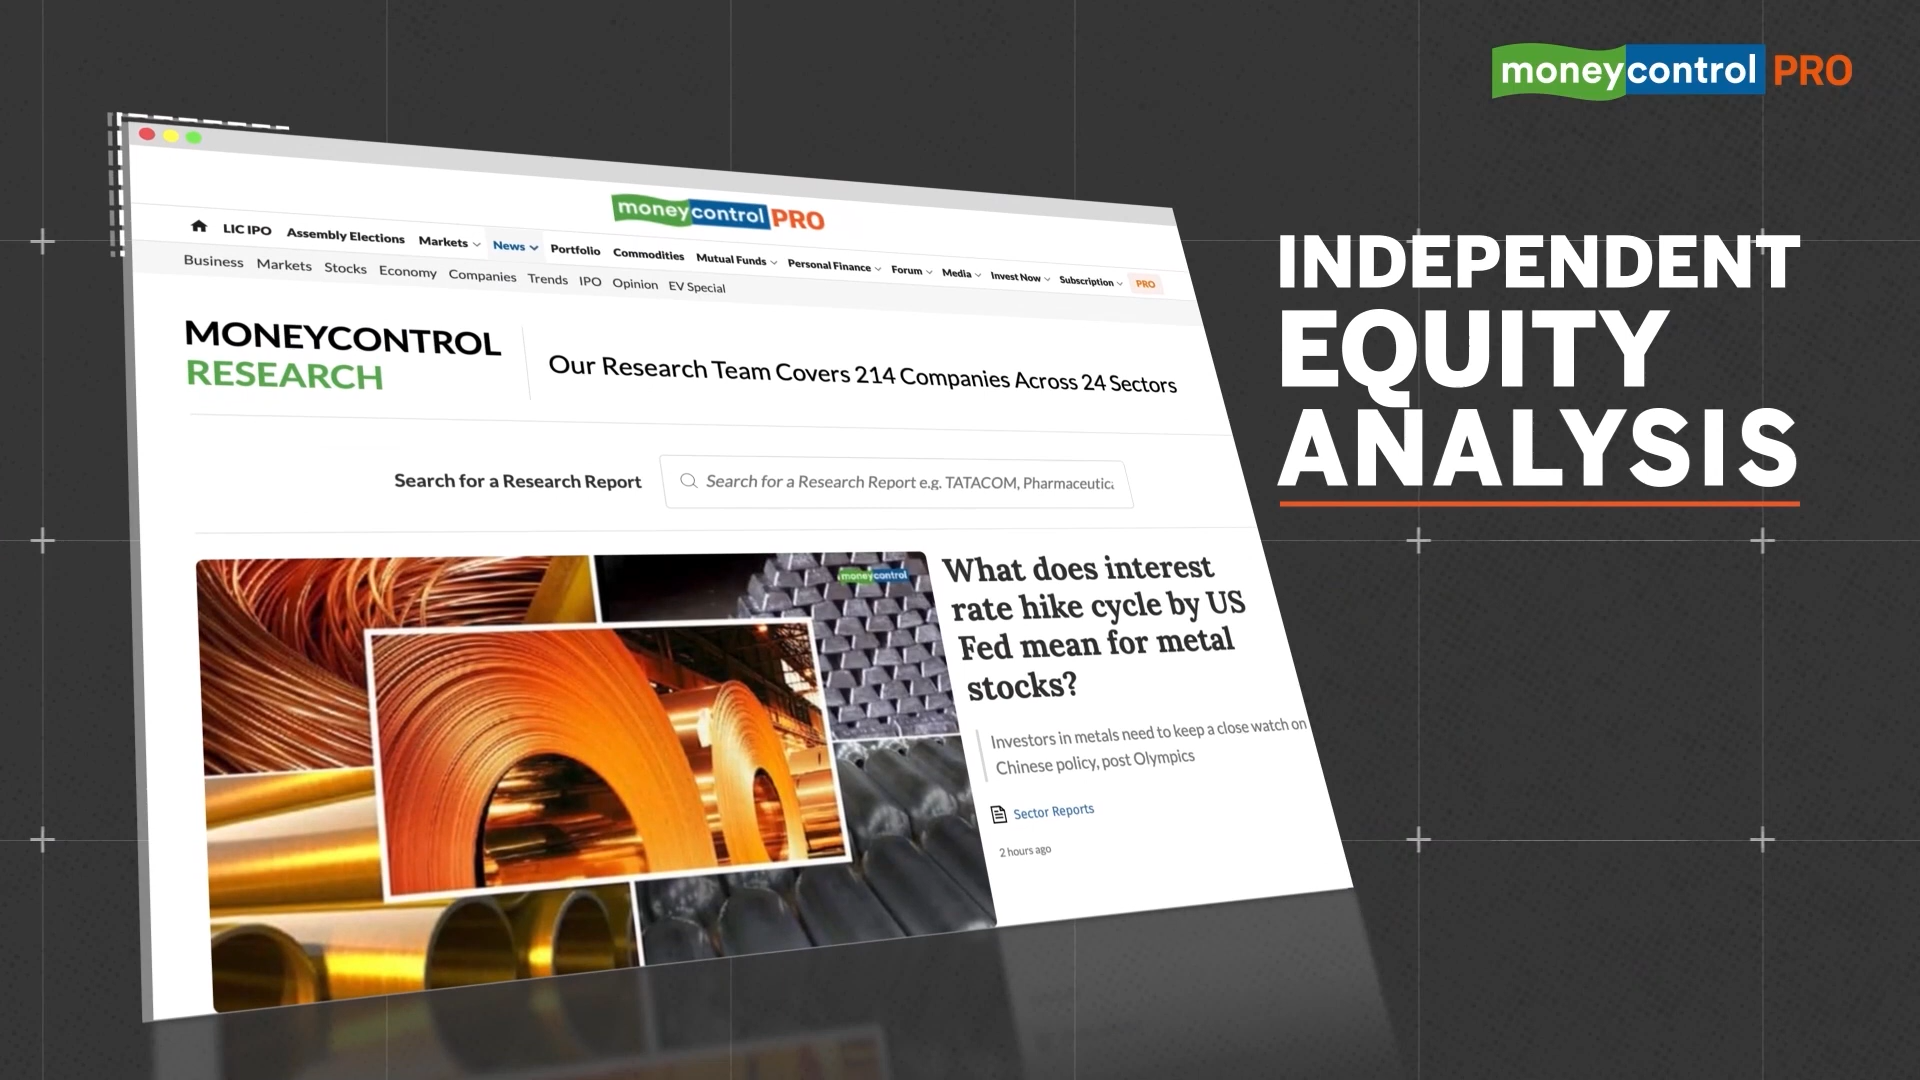 moneycontrol PRO
INDEPENDENT
EQUITY
ANALYSIS
moneycontrol PRO
LIC IPO Assembly Elections Markets News Portfolio Commodities Mutual Funds Personal Finance Forum Media Invest Now Subscription PRO
Business Markets Stocks Economy Companies Trends IPO Opinion EV Special
MONEYCONTROL
RESEARCH
Our Research Team Covers 214 Companies Across 24 Sectors
Search for a Research Report
Search for a Research Report e.g. TATACOM, Pharmaceutic
moneycontrol
What does interest
rate hike cycle by US
Fed mean for metal
stocks?
Investors in metals need to keep a close watch on
Chinese policy, post Olympics
Sector Reports
2 hours ago